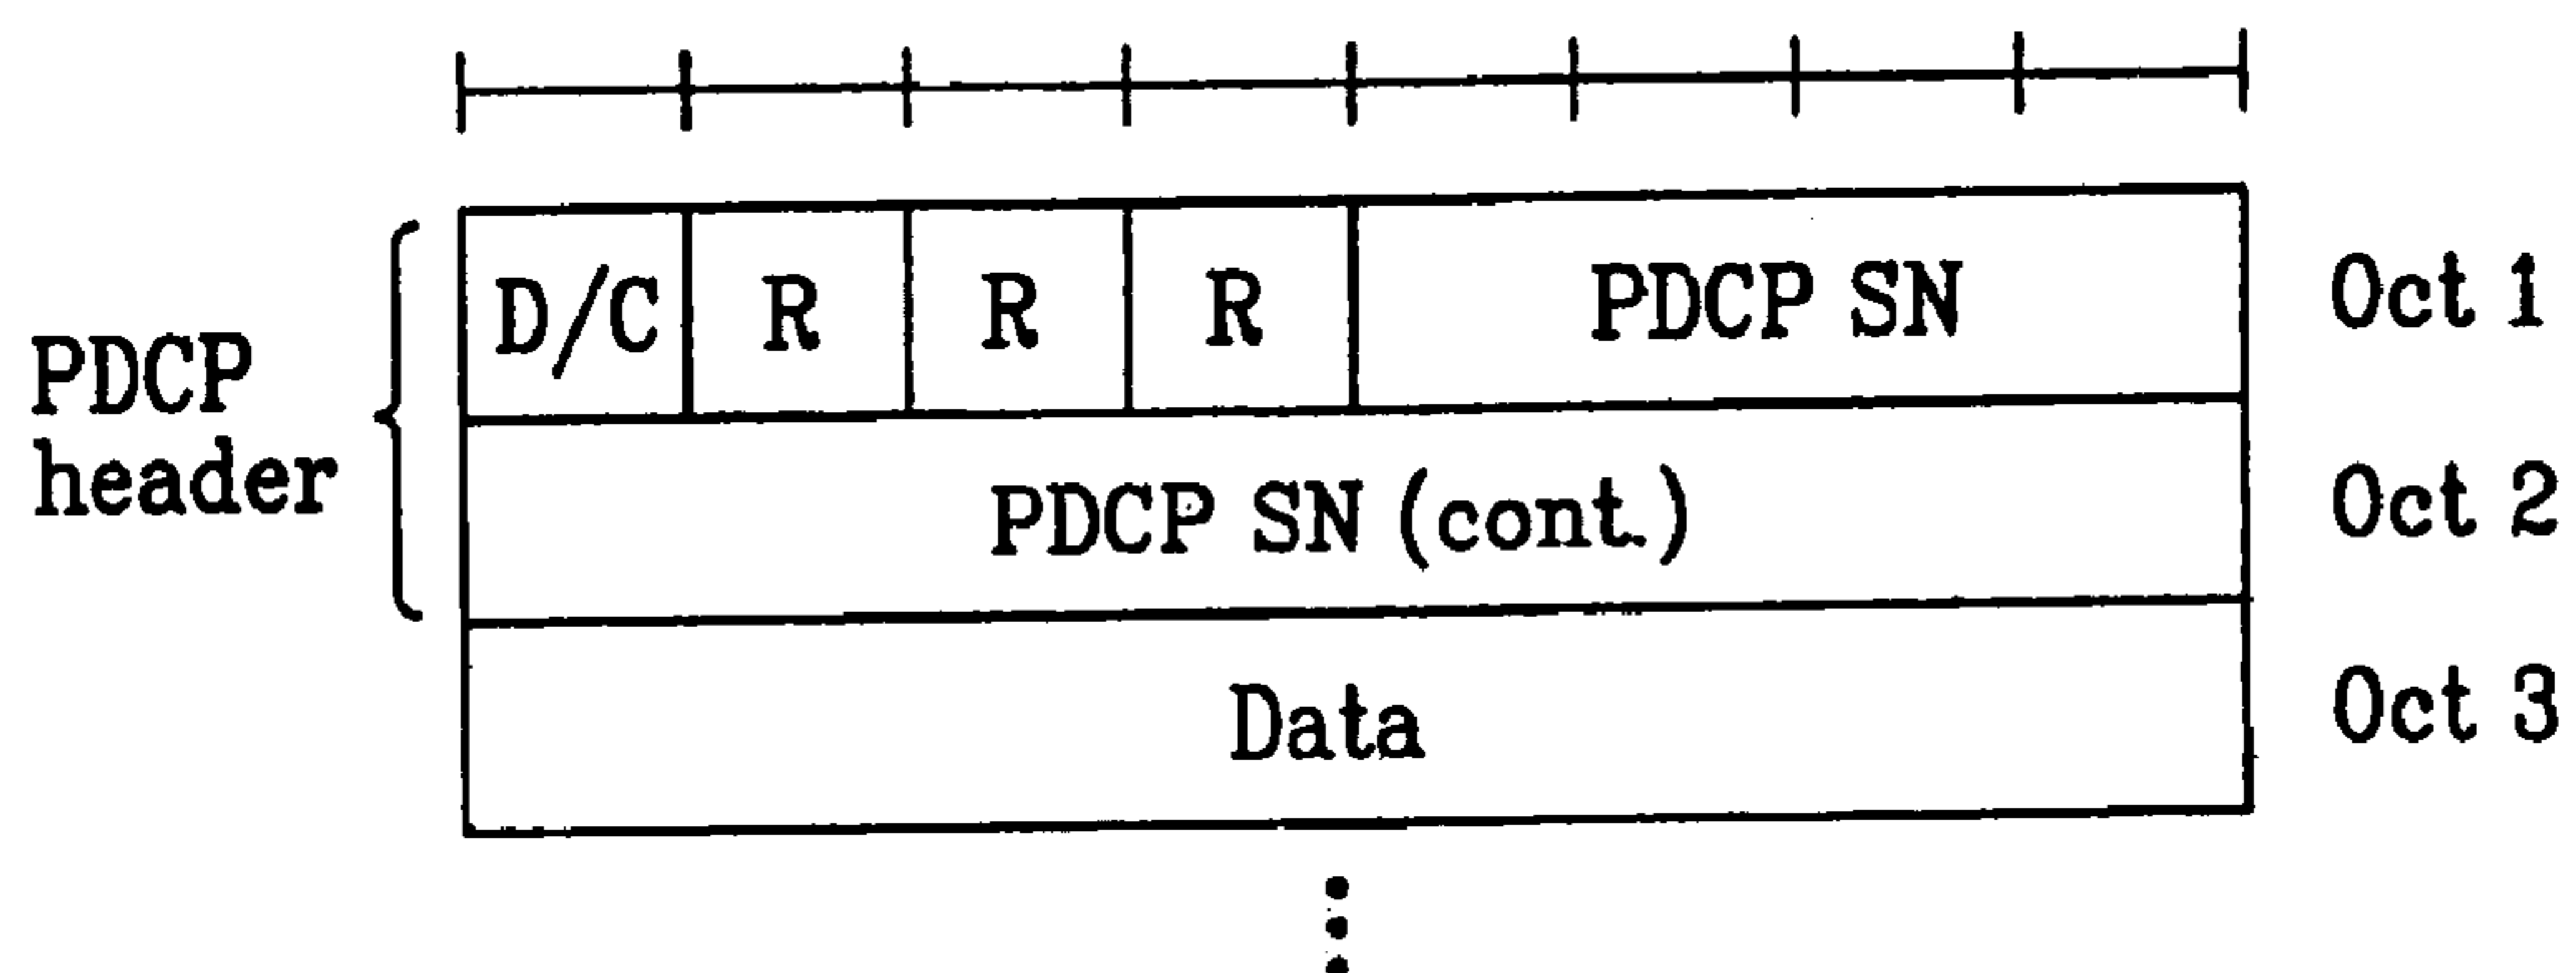 D/C R R R PDCP SN Oct 1
PDCP
header
PDCP SN (cont.) Oct 2
Data Oct 3